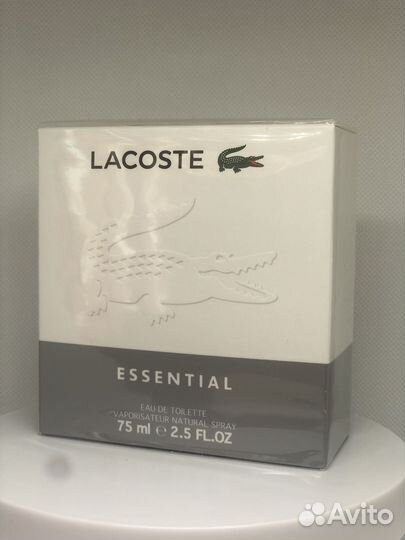 LACOSTE
ESSENTIAL
EAU DE TOILETTE
VAPORISATEUR NATURAL SPRAY
75 ml e 2.5 FL.OZ
Avito